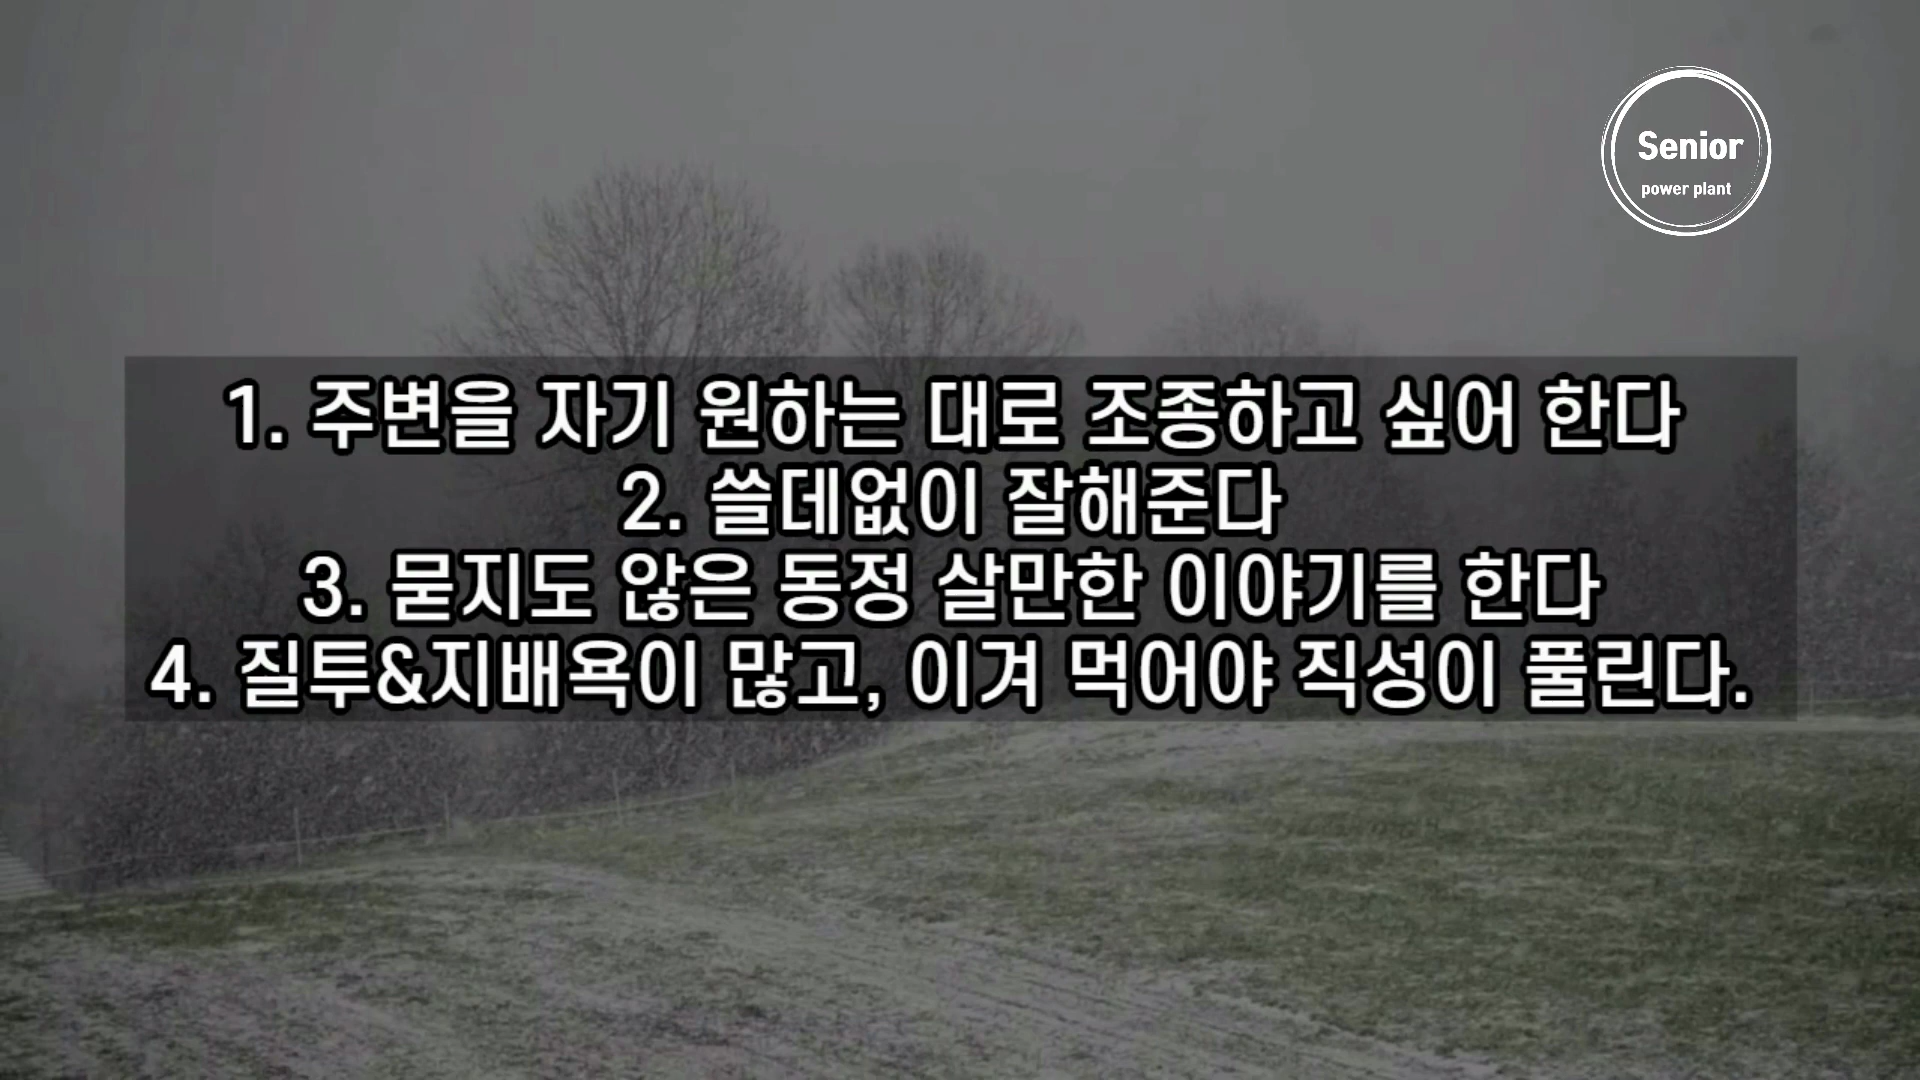 Senior
power plant
1. 주변을 자기 원하는 대로 조종하고 싶어 한다
2. 쓸데없이 잘해준다
3. 묻지도 않은 동정 살만한 이야기를 한다
4. 질투&지배욕이 많고, 이겨 먹어야 직성이 풀린다.